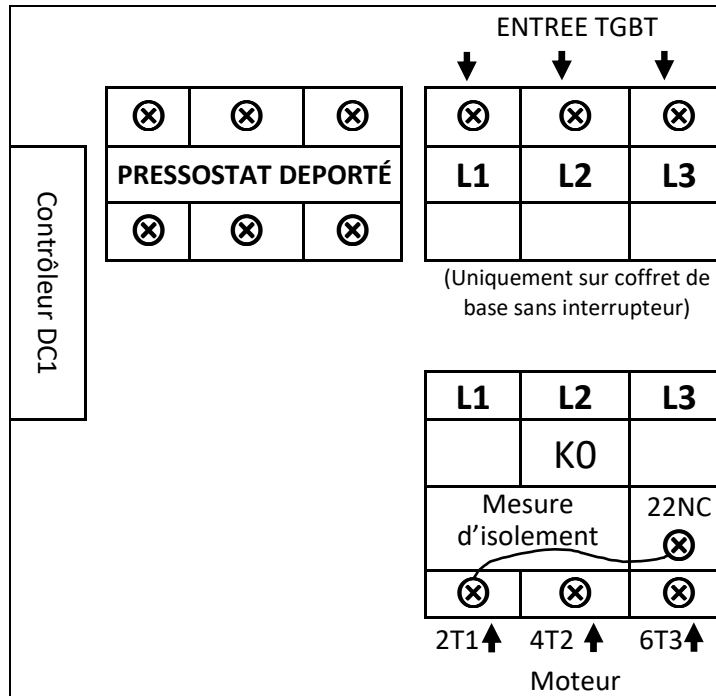 ENTREE TGBT
PRESSOSTAT DEPORTÉ
L1 L2 L3
Contrôleur DC1
(Uniquement sur coffret de
base sans interrupteur)
L1 L2 L3
K0
Mesure
d'isolement
22NC
2T1 4T2 6T3
Moteur